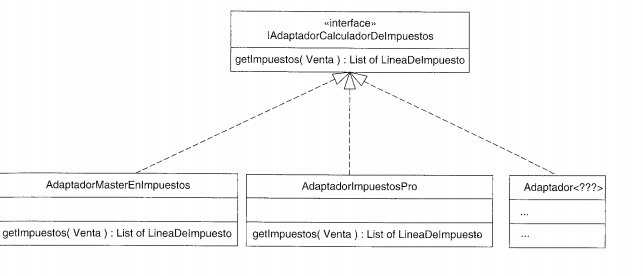 «interface»
IAdaptadorCalculadorDeImpuestos
getImpuestos( Venta ) : List of LineaDeImpuesto
AdaptadorMasterEnImpuestos
getImpuestos( Venta ) : List of LineaDeImpuesto
AdaptadorImpuestosPro
getImpuestos( Venta ) : List of LineaDeImpuesto
Adaptador<???>
...
...